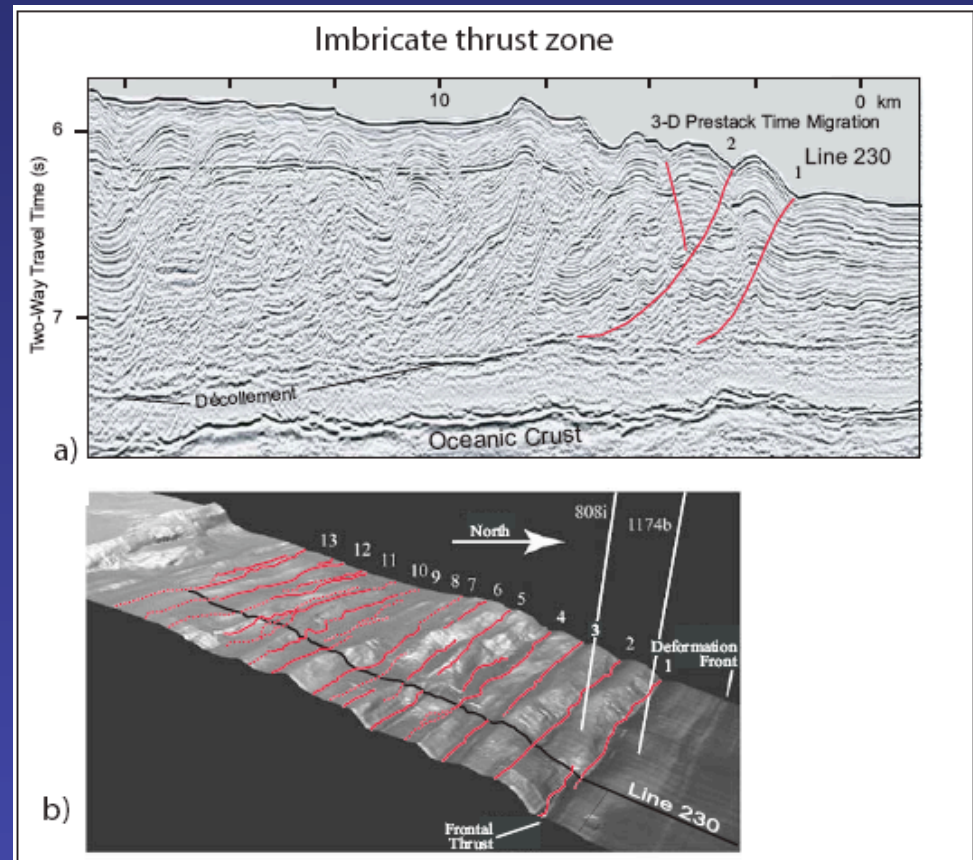 Imbricate thrust zone
10
0 km
6
3-D Prestack Time Migration
2
Line 230
1
Two-Way Travel Time (s)
7
Décollement
Oceanic Crust
a)
808i
1174b
North
13
12
11
10
9
8
7
6
5
4
3
2
Deformation
Front
1
Line 230
b)
Frontal
Thrust